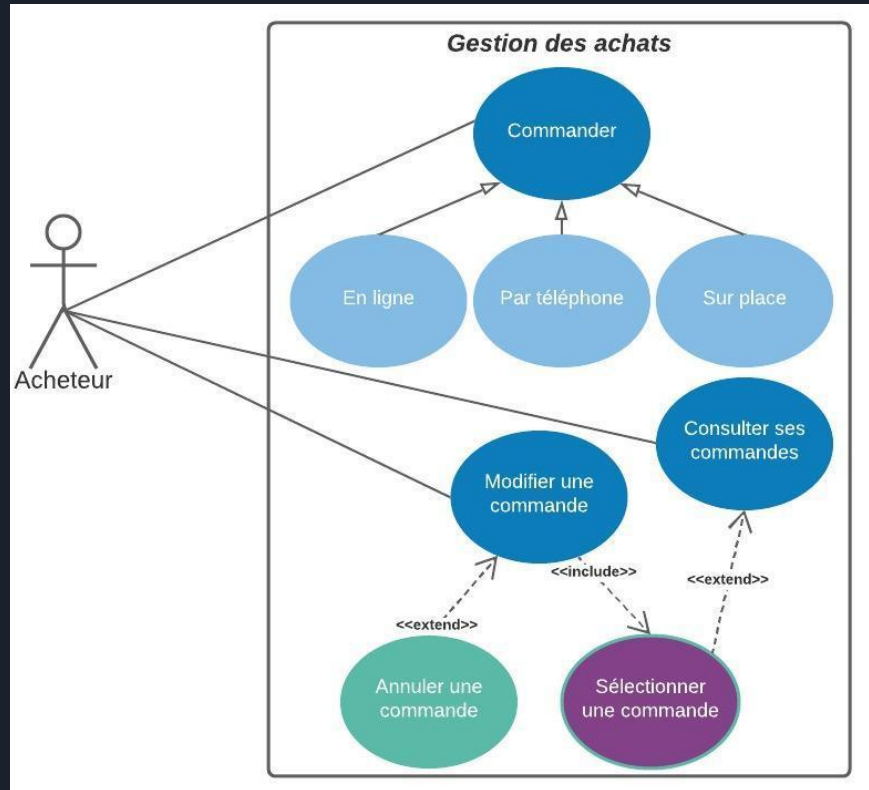 Gestion des achats
Commander
En ligne
Par téléphone
Sur place
Acheteur
Consulter ses
commandes
Modifier une
commande
<<include>>
<<extend>>
<<extend>>
Annuler une
commande
Sélectionner
une commande